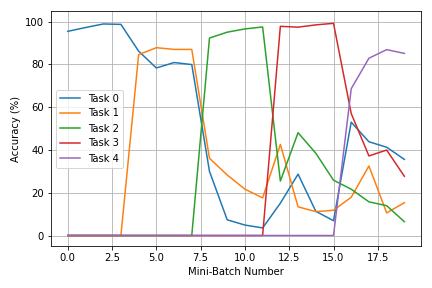 100
80
60
40
20
0
Accuracy (%)
Task 0
Task 1
Task 2
Task 3
Task 4
0.0 2.5 5.0 7.5 10.0 12.5 15.0 17.5
Mini-Batch Number